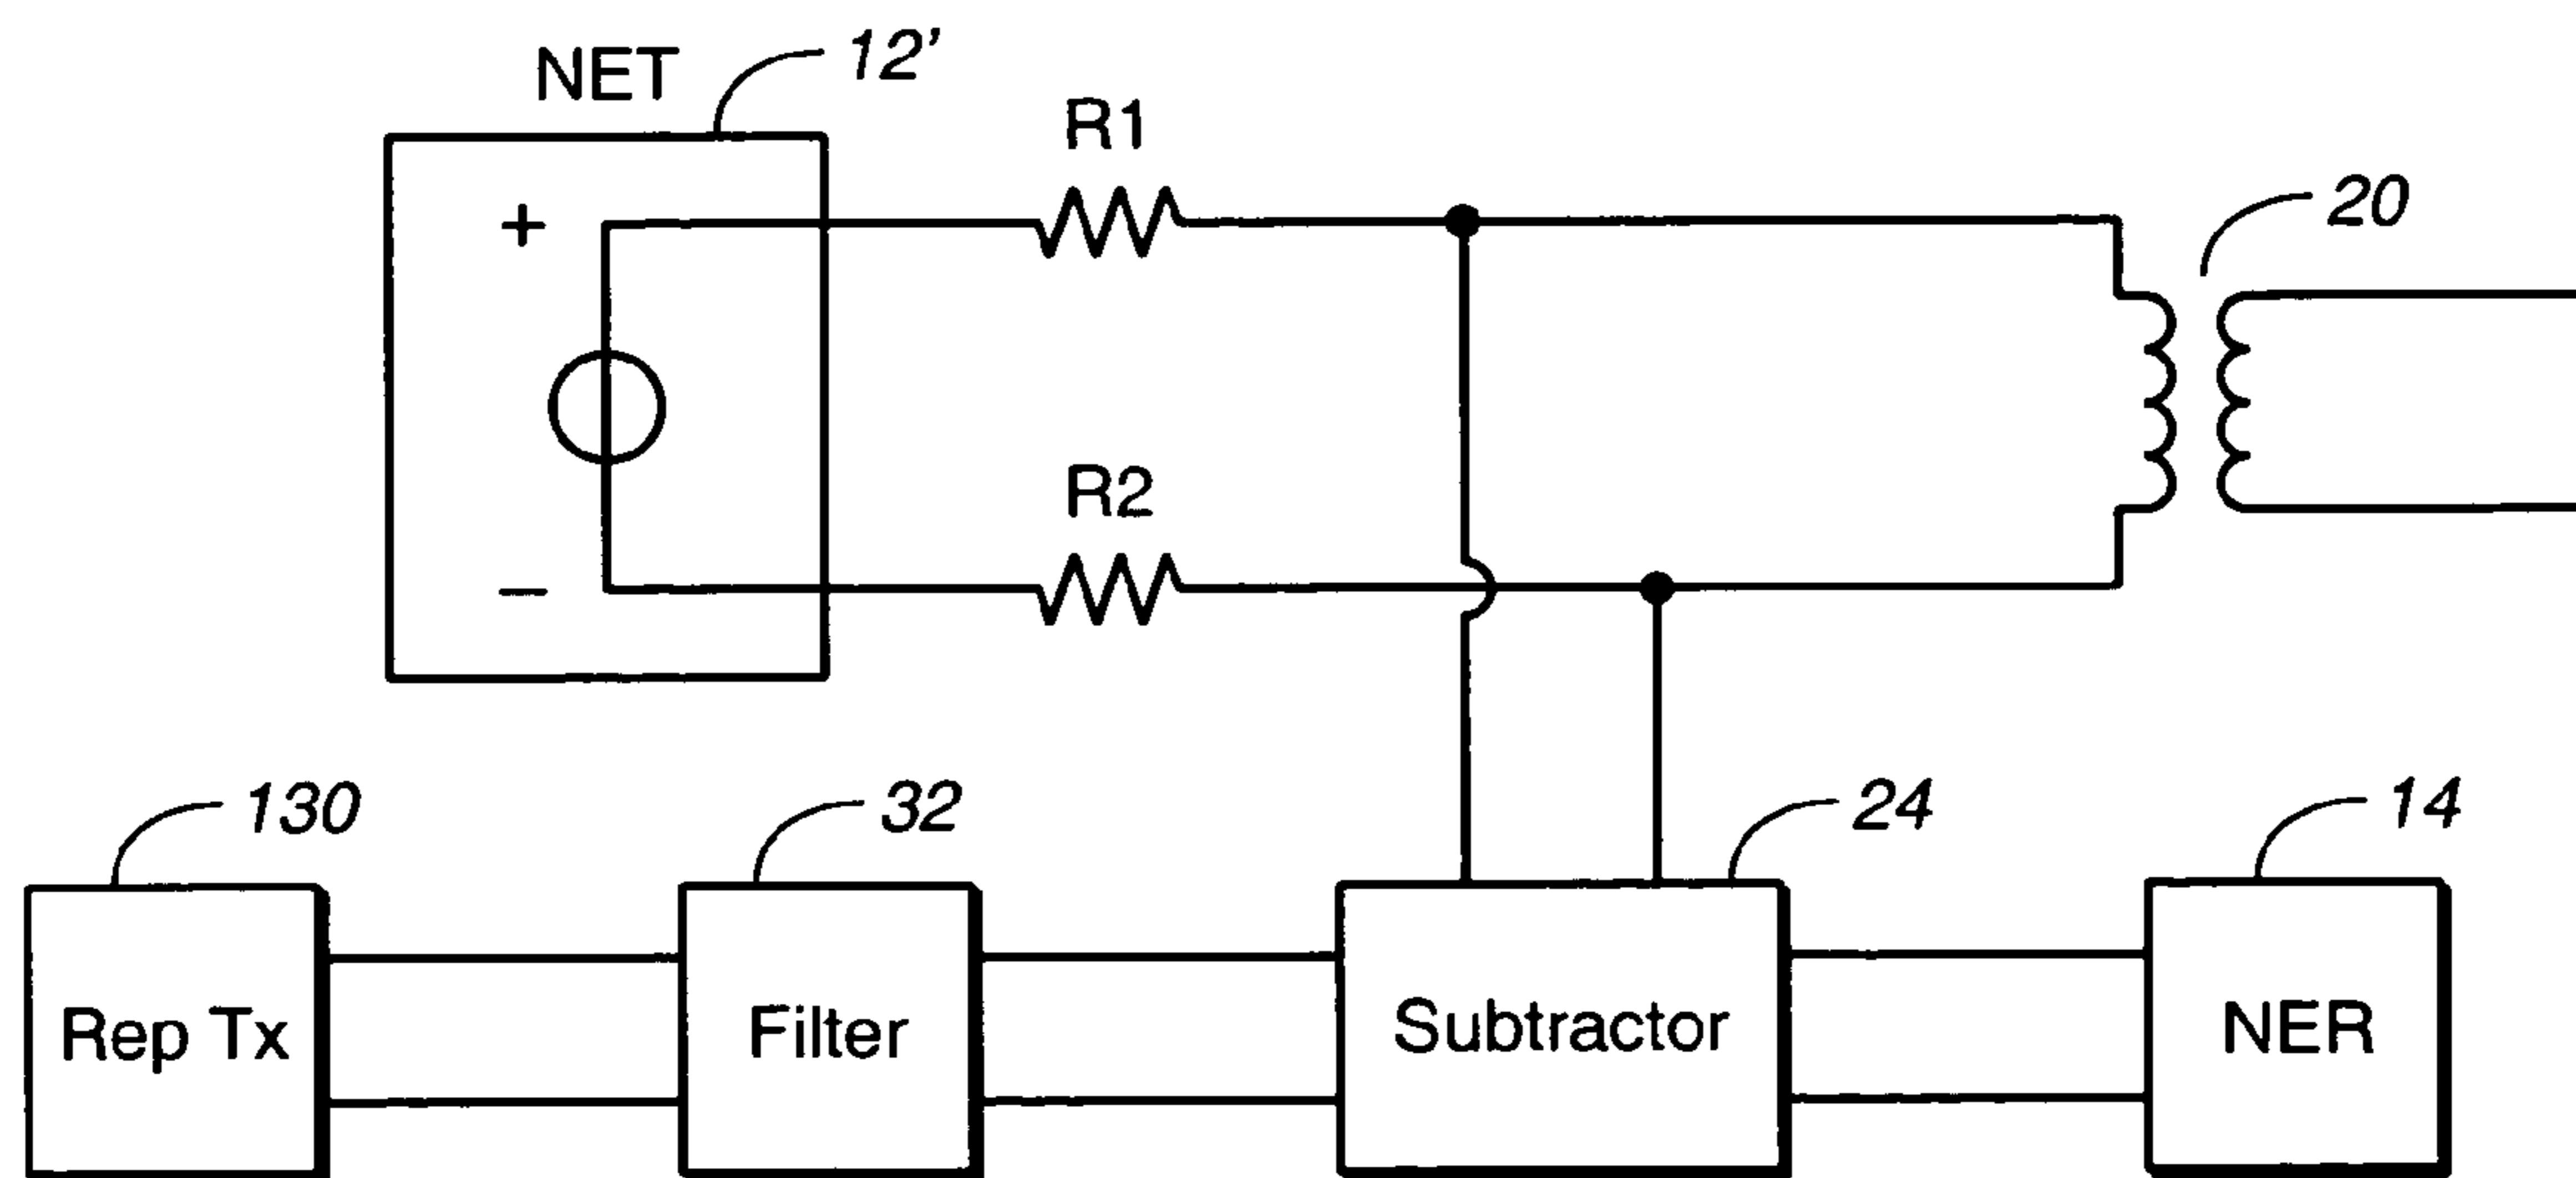 NET
12'
R1
+
20
R2
−
130
32
24
14
Rep Tx
Filter
Subtractor
NER